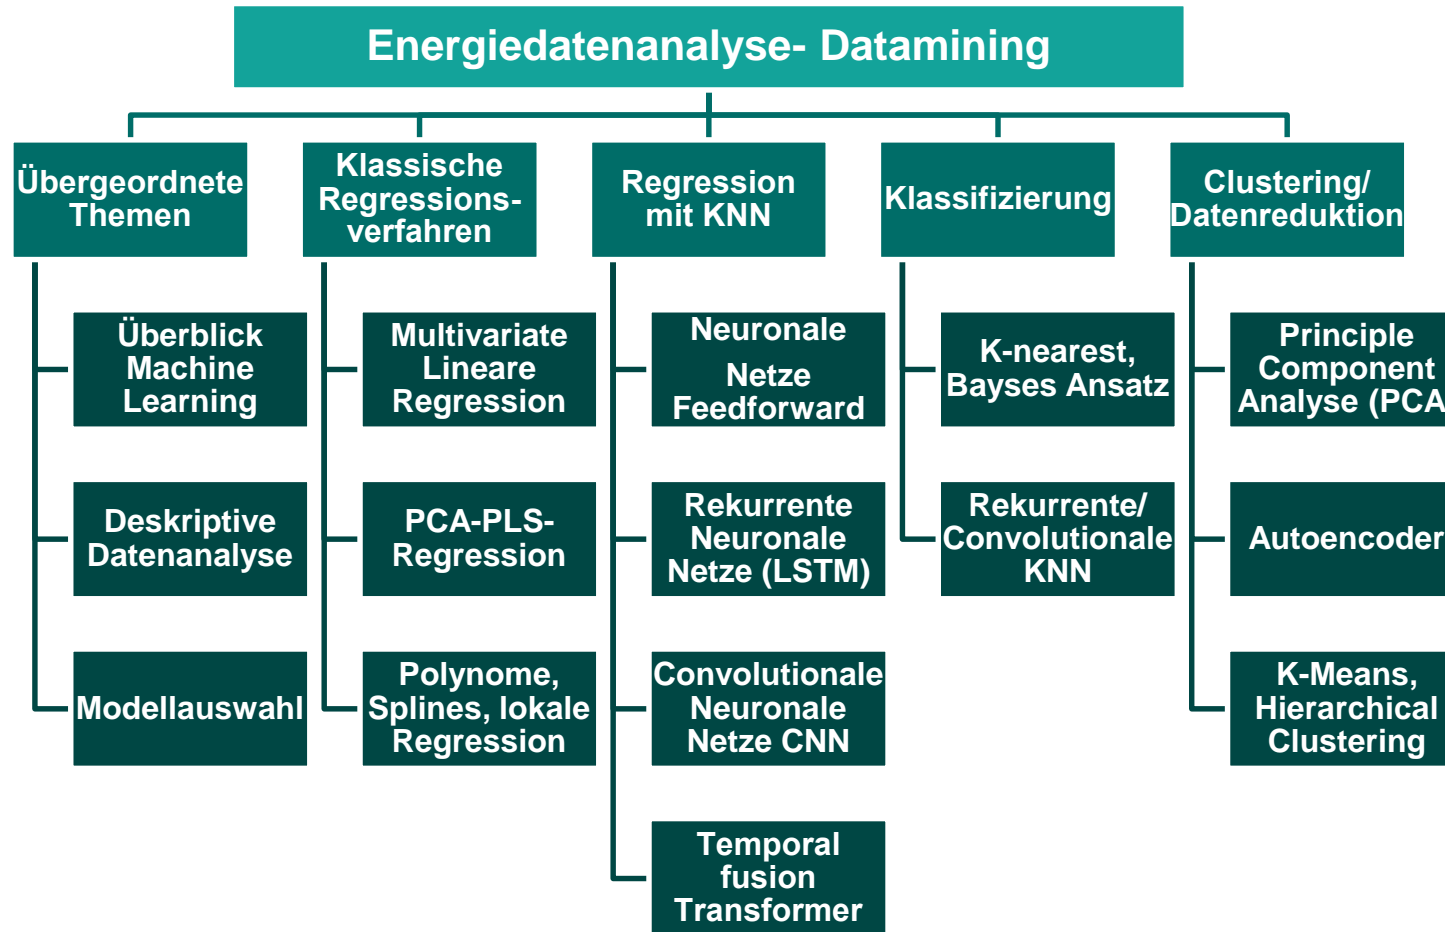 Energiedatenanalyse- Datamining
Übergeordnete
Themen
Klassische
Regressions-
verfahren
Regression
mit KNN
Klassifizierung
Clustering/
Datenreduktion
Überblick
Machine
Learning
Deskriptive
Datenanalyse
Modellauswahl
Multivariate
Lineare
Regression
PCA-PLS-
Regression
Polynome,
Splines, lokale
Regression
Neuronale
Netze
Feedforward
Rekurrente
Neuronale
Netze (LSTM)
Convolutionale
Neuronale
Netze CNN
Temporal
fusion
Transformer
K-nearest,
Bayses Ansatz
Rekurrente/
Convolutionale
KNN
Principle
Component
Analyse (PCA
Autoencoder
K-Means,
Hierarchical
Clustering